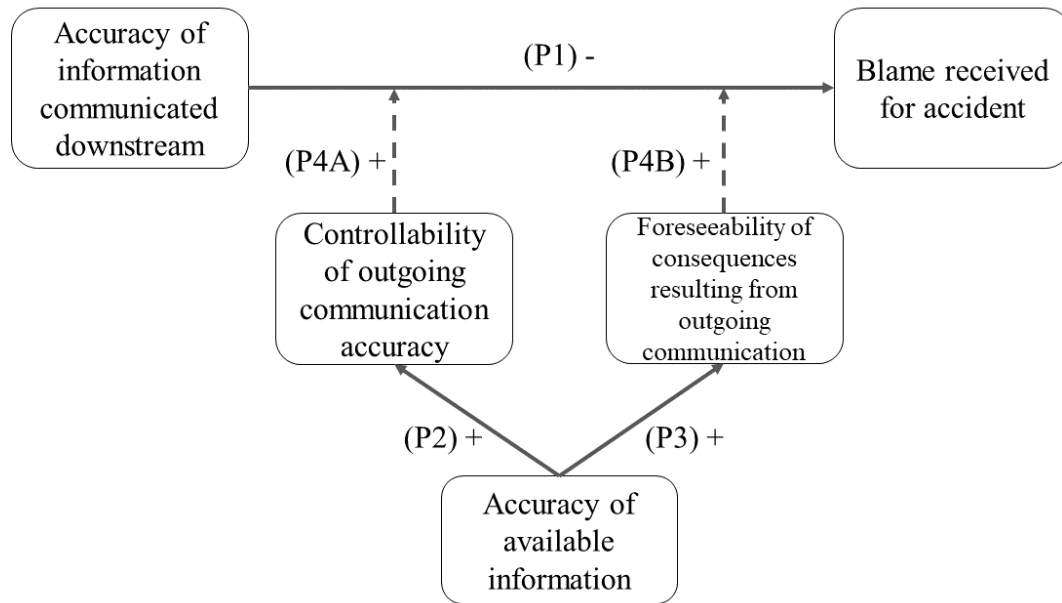 Accuracy of
information
communicated
downstream
(P1) -
Blame received
for accident
(P4A) +
(P4B) +
Controllability
of outgoing
communication
accuracy
Foreseeability of
consequences
resulting from
outgoing
communication
(P2) +
(P3) +
Accuracy of
available
information